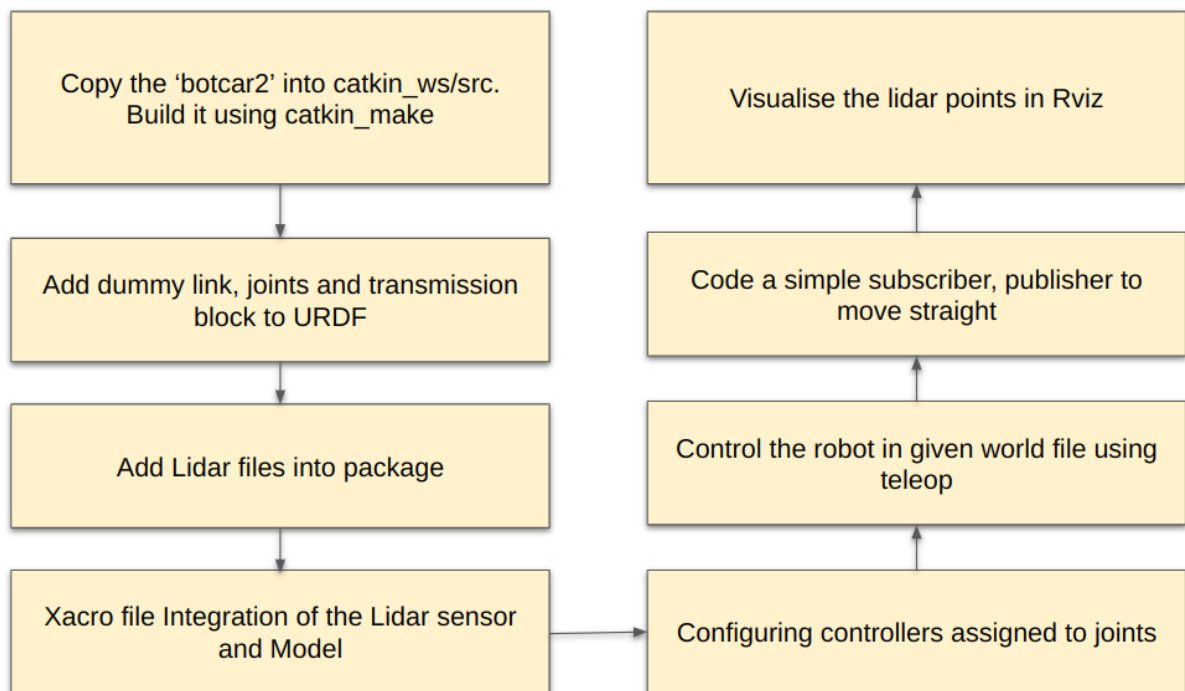 Copy the ‘botcar2’ into catkin_ws/src.
Build it using catkin_make
Add dummy link, joints and transmission
block to URDF
Add Lidar files into package
Xacro file Integration of the Lidar sensor
and Model
Configuring controllers assigned to joints
Control the robot in given world file using
teleop
Code a simple subscriber, publisher to
move straight
Visualise the lidar points in Rviz